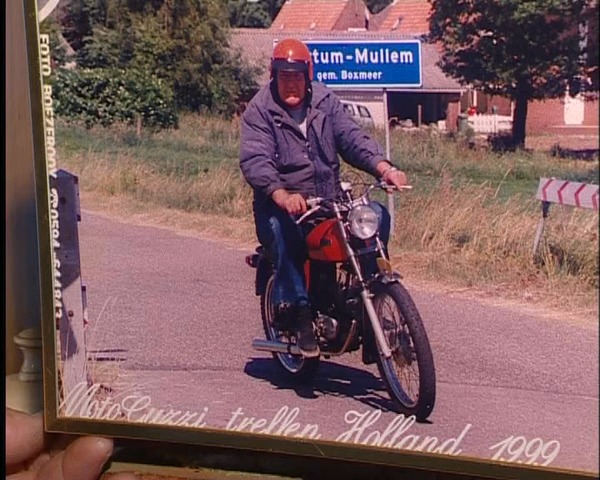 tum-Mullem
gem. Boxmeer
FOTO BOEZEROOY
Moto Guzzi treffen Holland 1999